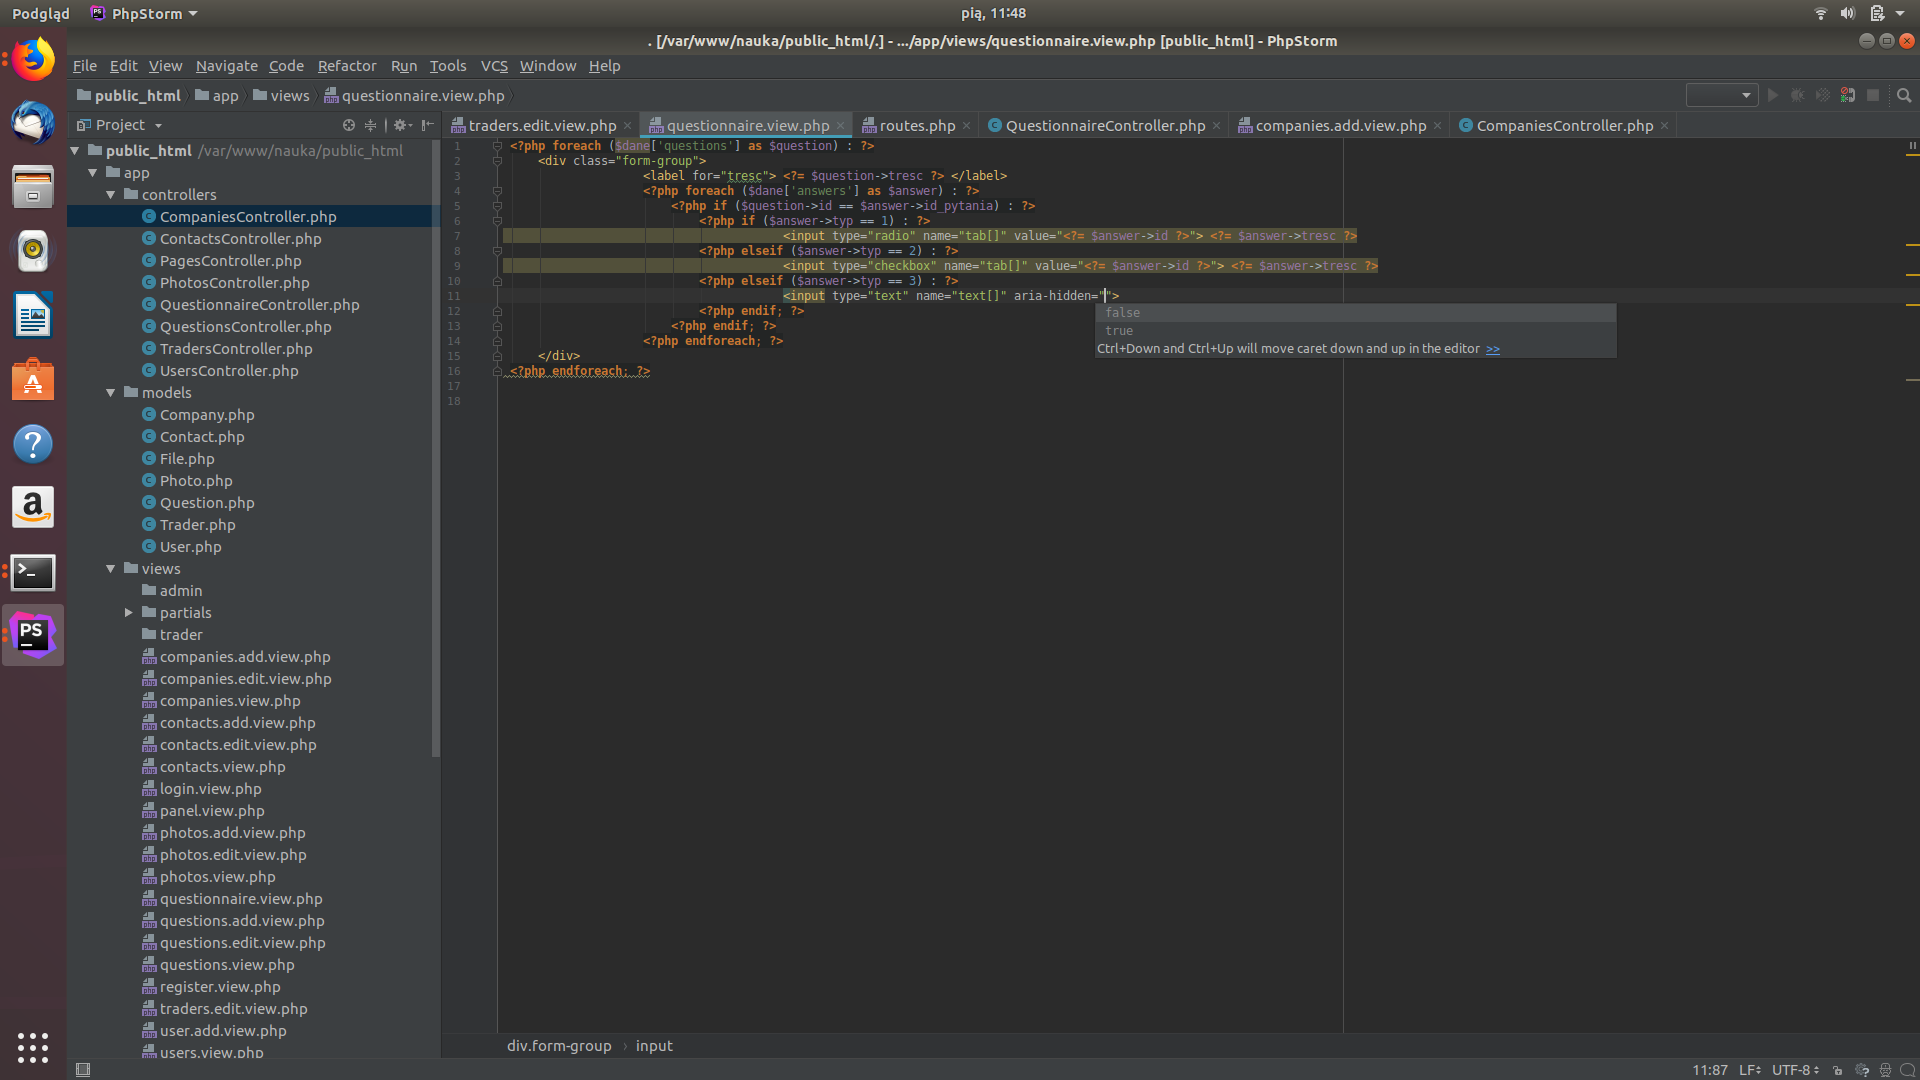 Podgląd PhpStorm pią, 11:48
. [/var/www/nauka/public_html/.] - .../app/views/questionnaire.view.php [public_html] - PhpStorm
File Edit View Navigate Code Refactor Run Tools VCS Window Help
public_html app views questionnaire.view.php
Project
traders.edit.view.php questionnaire.view.php routes.php QuestionnaireController.php companies.add.view.php CompaniesController.php
public_html /var/www/nauka/public_html
app
controllers
CompaniesController.php
ContactsController.php
PagesController.php
PhotosController.php
QuestionnaireController.php
QuestionsController.php
TradersController.php
UsersController.php
models
Company.php
Contact.php
File.php
Photo.php
Question.php
Trader.php
User.php
views
admin
partials
trader
companies.add.view.php
companies.edit.view.php
companies.view.php
contacts.add.view.php
contacts.edit.view.php
contacts.view.php
login.view.php
panel.view.php
photos.add.view.php
photos.edit.view.php
photos.view.php
questionnaire.view.php
questions.add.view.php
questions.edit.view.php
questions.view.php
register.view.php
traders.edit.view.php
user.add.view.php
users.view.php
1 <?php foreach ($dane['questions'] as $question) : ?>
2 <div class="form-group">
3 <label for="tresc"> <?= $question->tresc ?> </label>
4 <?php foreach ($dane['answers'] as $answer) : ?>
5 <?php if ($question->id == $answer->id_pytania) : ?>
6 <?php if ($answer->typ == 1) : ?>
7 <input type="radio" name="tab[]" value="<?= $answer->id ?>"> <?= $answer->tresc ?>
8 <?php elseif ($answer->typ == 2) : ?>
9 <input type="checkbox" name="tab[]" value="<?= $answer->id ?>"> <?= $answer->tresc ?>
10 <?php elseif ($answer->typ == 3) : ?>
11 <input type="text" name="text[]" aria-hidden="">
12 <?php endif; ?>
13 <?php endif; ?>
14 <?php endforeach; ?>
15 </div>
16 <?php endforeach; ?>
17
18
false
true
Ctrl+Down and Ctrl+Up will move caret down and up in the editor >>
div.form-group › input
11:87 LF UTF-8